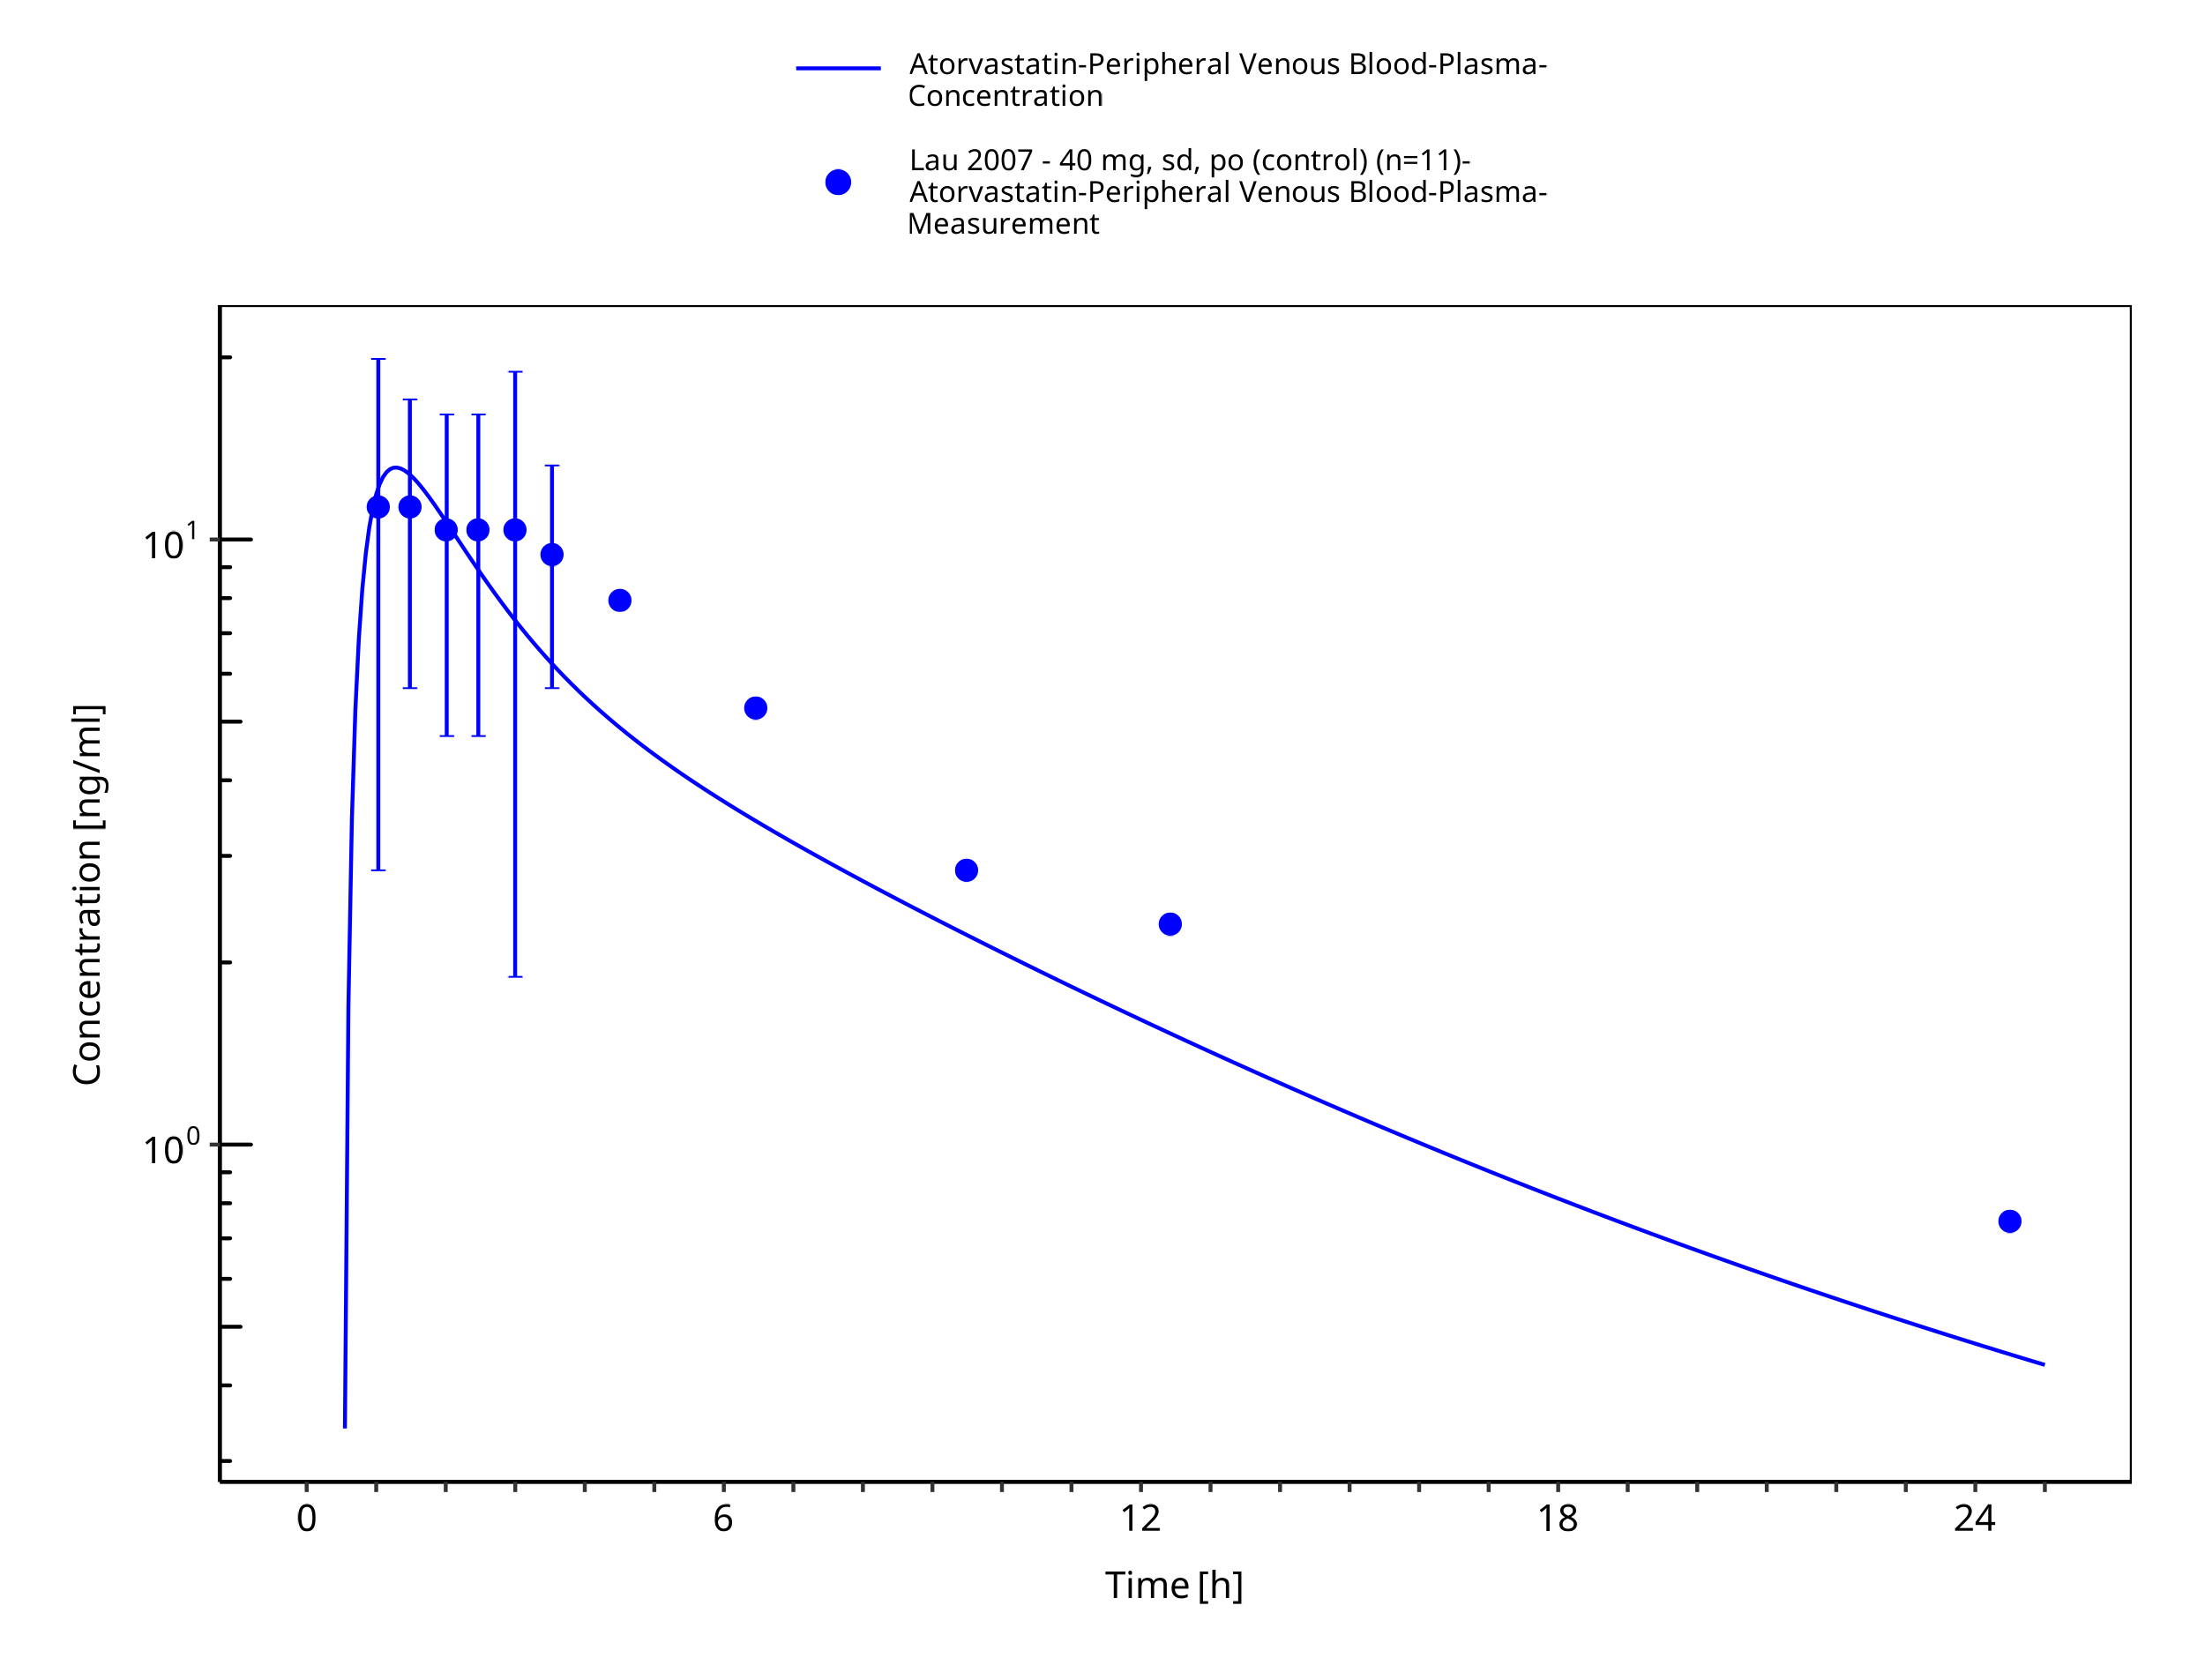 Atorvastatin-Peripheral Venous Blood-Plasma-
Concentration
Lau 2007 - 40 mg, sd, po (control) (n=11)-
Atorvastatin-Peripheral Venous Blood-Plasma-
Measurement
10¹
10⁰
Concentration [ng/ml]
0 6 12 18 24
Time [h]